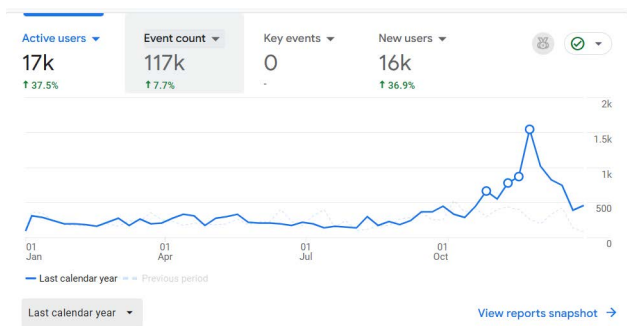 Active users Event count Key events New users
17k 117k 0 16k
↑ 37.5% ↑ 7.7% - ↑ 36.9%
2k
1.5k
1k
500
0
01 01 01 01
Jan Apr Jul Oct
Last calendar year Previous period
Last calendar year View reports snapshot →